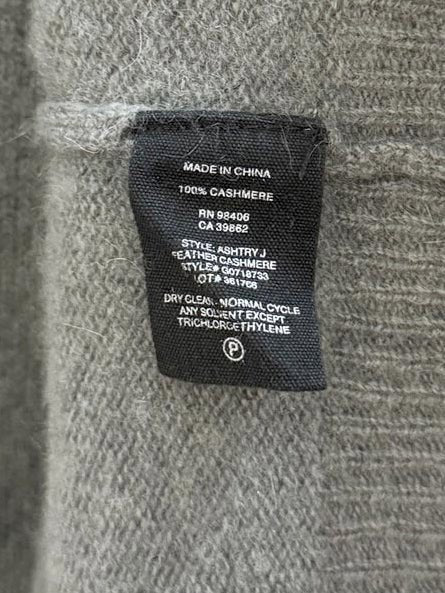 MADE IN CHINA
100% CASHMERE
RN 98406
CA 39862
STYLE: ASHTRY J
FEATHER CASHMERE
STYLE# G0718733
LOT# 361766
DRY CLEAN - NORMAL CYCLE
ANY SOLVENT EXCEPT
TRICHLOROETHYLENE
P